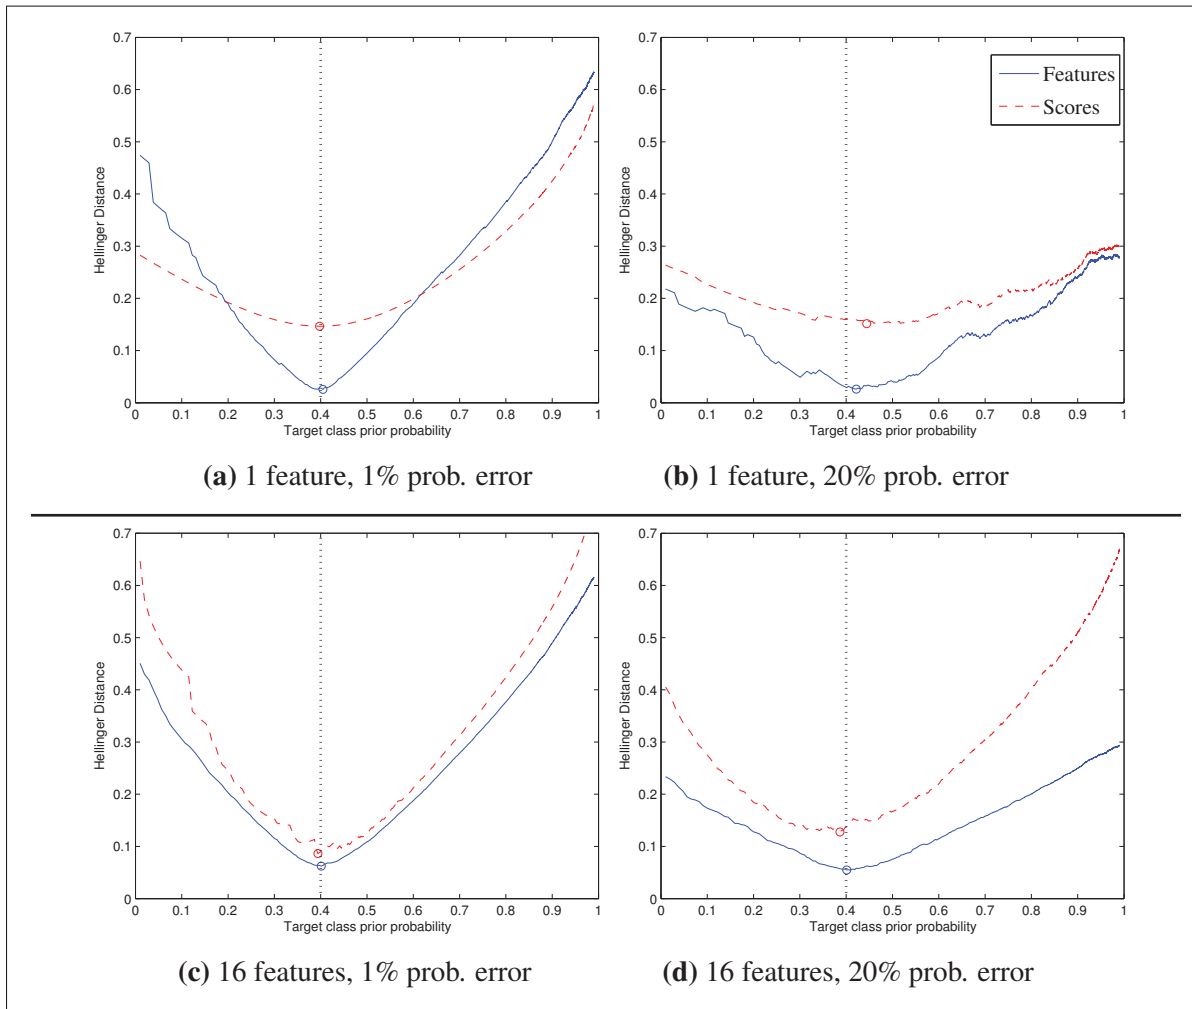 0.7
0.6
0.5
0.4
0.3
0.2
0.1
0
Hellinger Distance
0 0.1 0.2 0.3 0.4 0.5 0.6 0.7 0.8 0.9 1
Target class prior probability
(a) 1 feature, 1% prob. error
0.7
0.6
0.5
0.4
0.3
0.2
0.1
0
Hellinger Distance
Features
Scores
0 0.1 0.2 0.3 0.4 0.5 0.6 0.7 0.8 0.9 1
Target class prior probability
(b) 1 feature, 20% prob. error
0.7
0.6
0.5
0.4
0.3
0.2
0.1
0
Hellinger Distance
0 0.1 0.2 0.3 0.4 0.5 0.6 0.7 0.8 0.9 1
Target class prior probability
(c) 16 features, 1% prob. error
0.7
0.6
0.5
0.4
0.3
0.2
0.1
0
Hellinger Distance
0 0.1 0.2 0.3 0.4 0.5 0.6 0.7 0.8 0.9 1
Target class prior probability
(d) 16 features, 20% prob. error